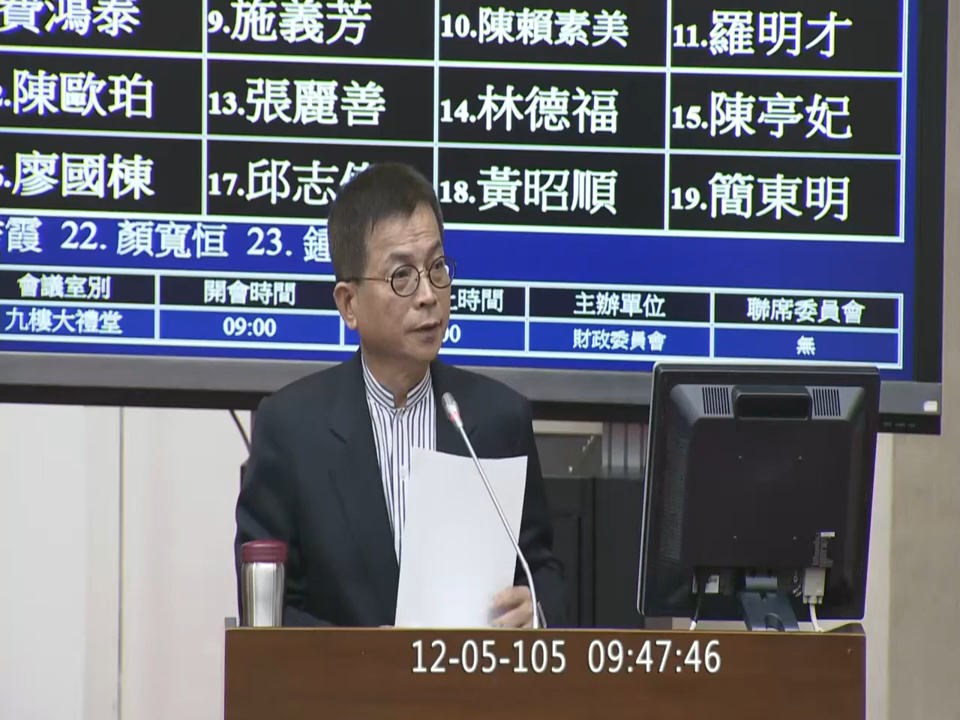 費鴻泰 9.施義芳 10.陳賴素美 11.羅明才
.陳歐珀 13.張麗善 14.林德福 15.陳亭妃
.廖國棟 17.邱志 18.黃昭順 19.簡東明
霞 22. 顏寬恒 23. 鍾
會議室別 開會時間 止時間 主辦單位 聯席委員會
九樓大禮堂 09:00 00 財政委員會 無
12-05-105 09:47:46